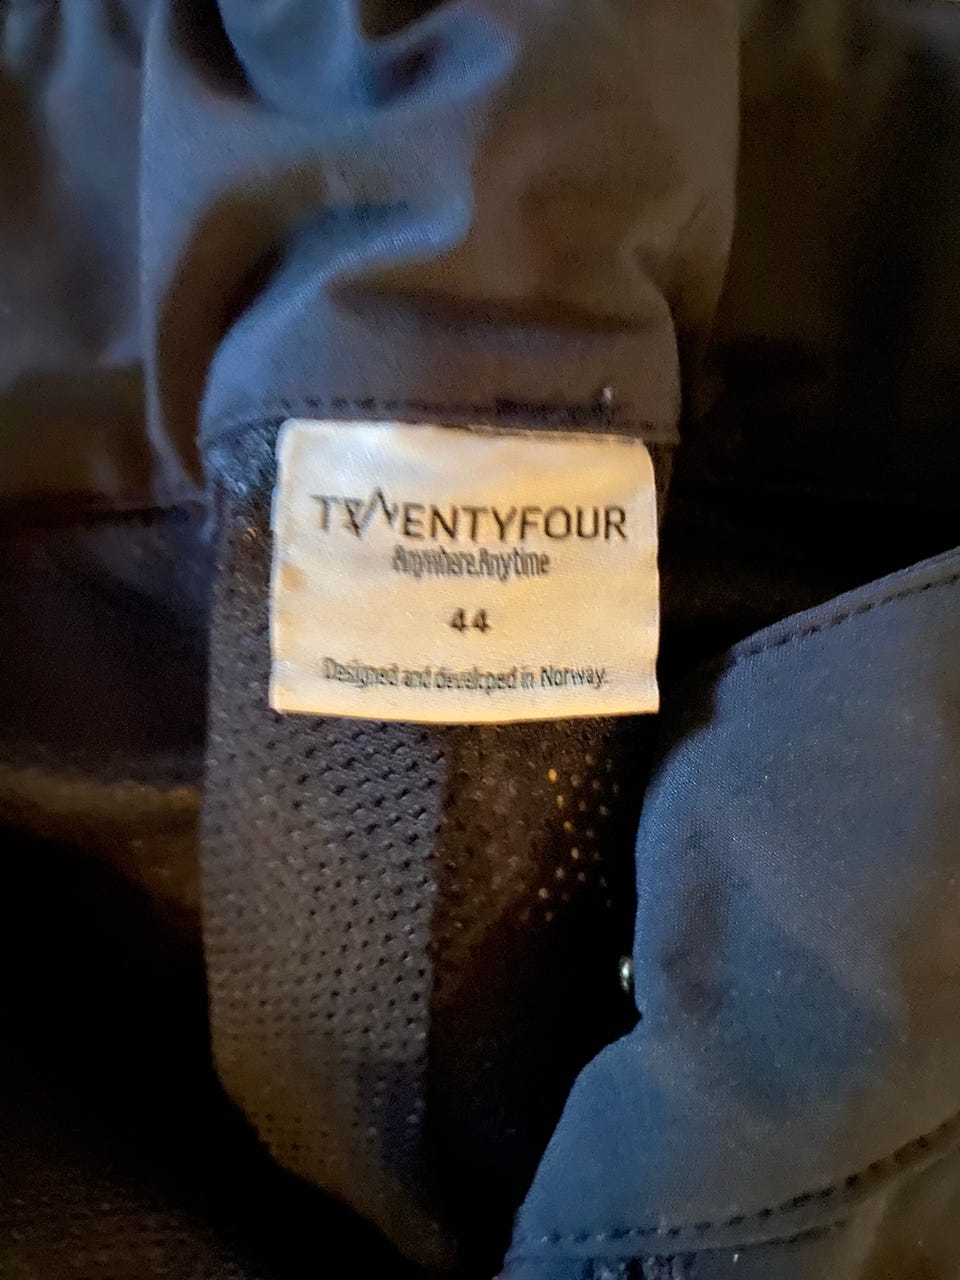 TWENTYFOUR
Anywhere.Anytime
44
Designed and developed in Norway.